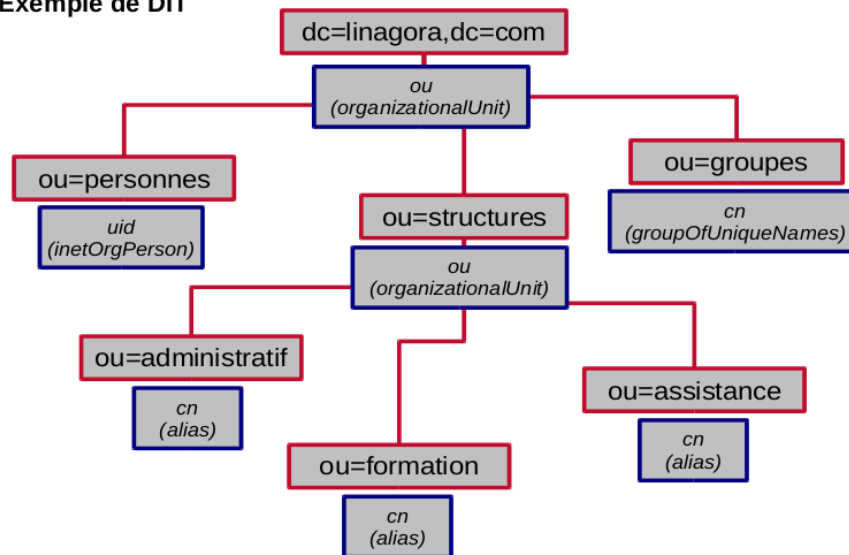 Exemple de DIT
dc=linagora,dc=com
ou
(organizationalUnit)
ou=personnes
uid
(inetOrgPerson)
ou=structures
ou
(organizationalUnit)
ou=groupes
cn
(groupOfUniqueNames)
ou=administratif
cn
(alias)
ou=formation
cn
(alias)
ou=assistance
cn
(alias)